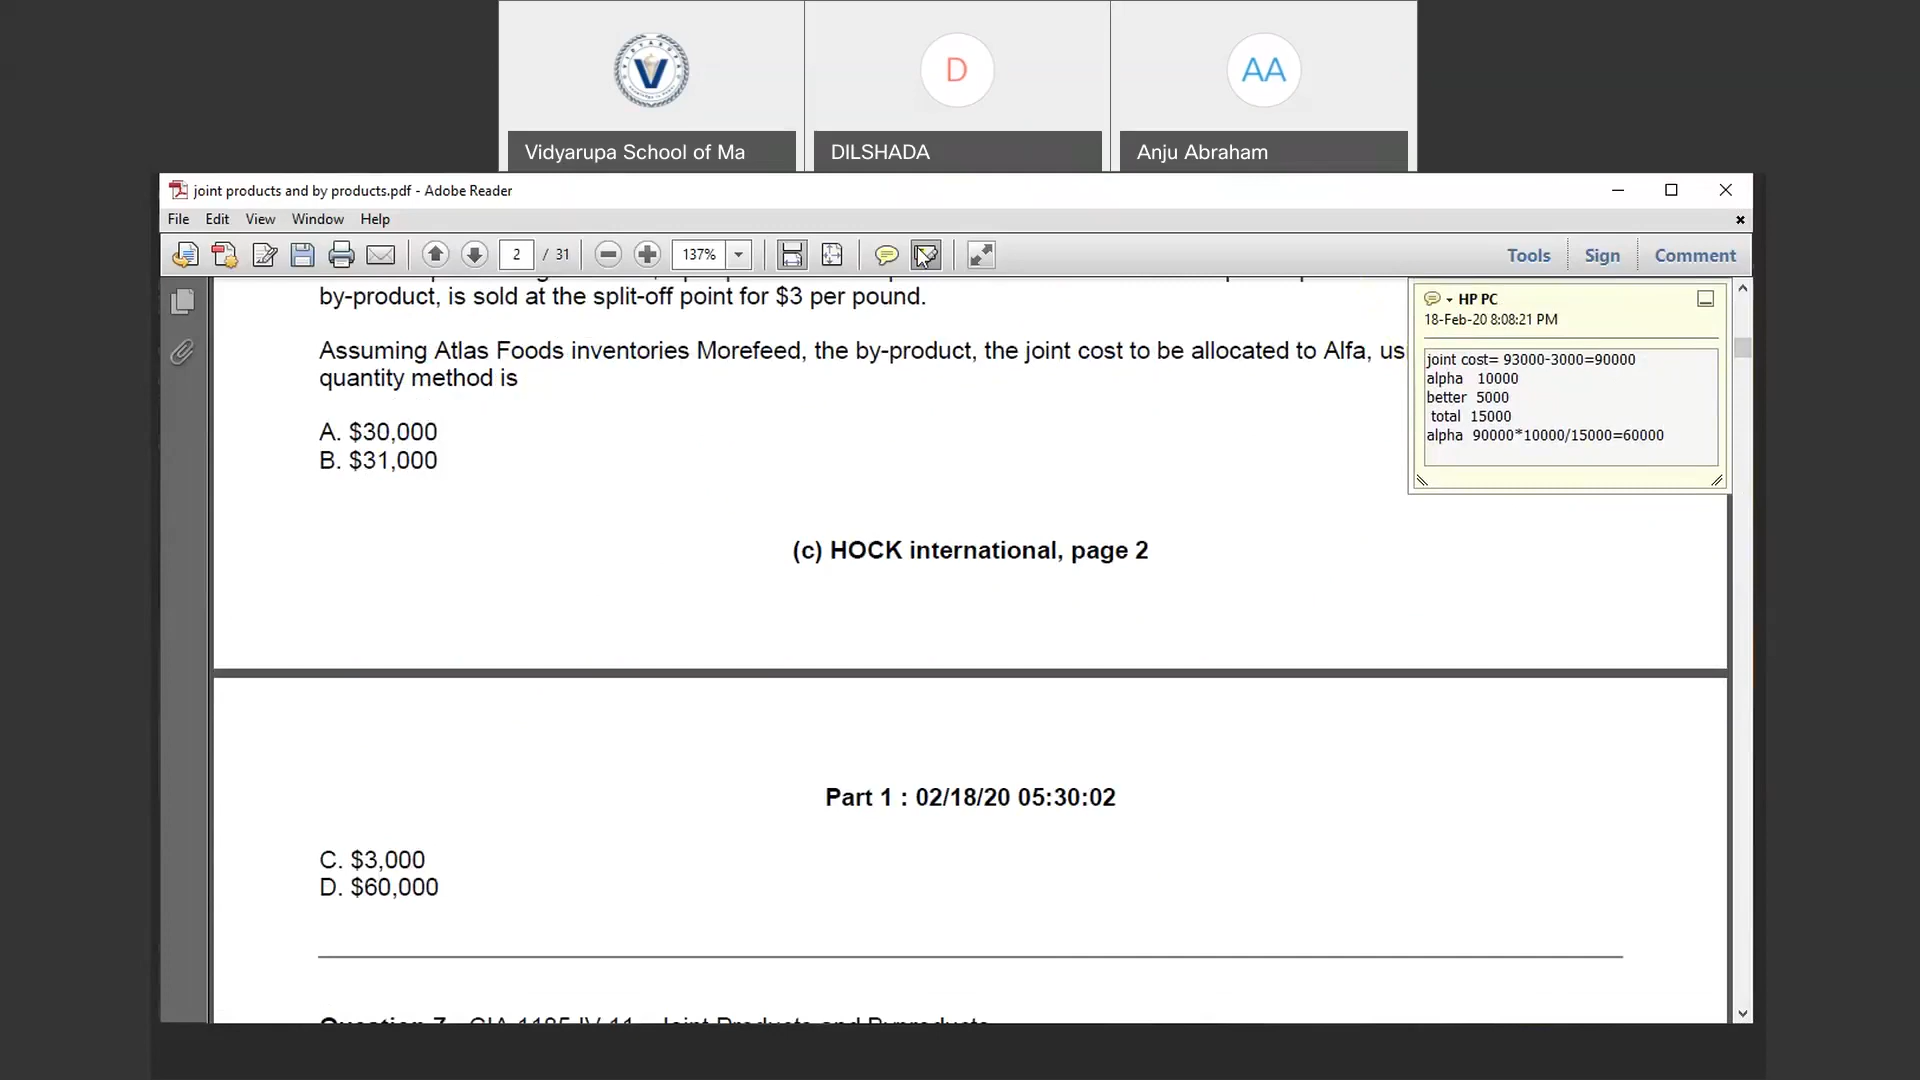 D
AA
Vidyarupa School of Ma
DILSHADA
Anju Abraham
joint products and by products.pdf - Adobe Reader
File Edit View Window Help
2 / 31 137% Tools Sign Comment
by-product, is sold at the split-off point for $3 per pound.
Assuming Atlas Foods inventories Morefeed, the by-product, the joint cost to be allocated to Alfa, us
quantity method is
A. $30,000
B. $31,000
(c) HOCK international, page 2
HP PC
18-Feb-20 8:08:21 PM
joint cost= 93000-3000=90000
alpha 10000
better 5000
total 15000
alpha 90000*10000/15000=60000
Part 1 : 02/18/20 05:30:02
C. $3,000
D. $60,000